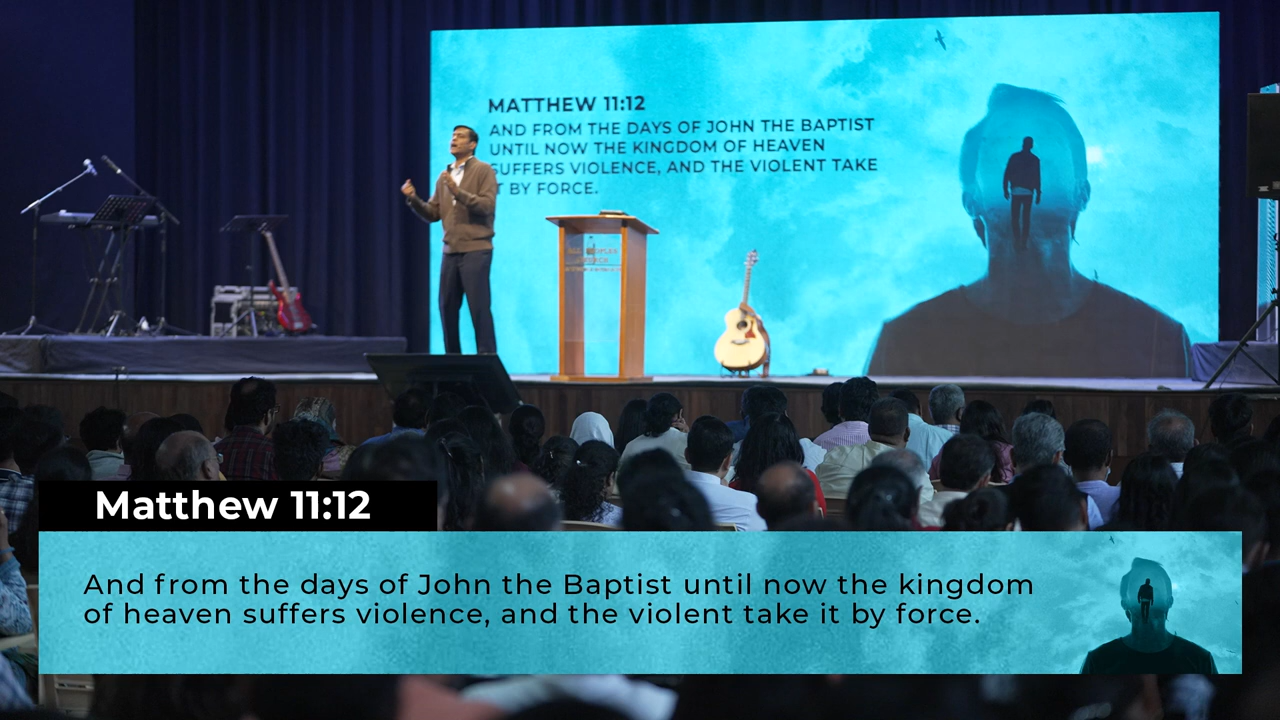 MATTHEW 11:12
AND FROM THE DAYS OF JOHN THE BAPTIST
UNTIL NOW THE KINGDOM OF HEAVEN
SUFFERS VIOLENCE, AND THE VIOLENT TAKE
IT BY FORCE.
CHURCH
Matthew 11:12
And from the days of John the Baptist until now the kingdom
of heaven suffers violence, and the violent take it by force.